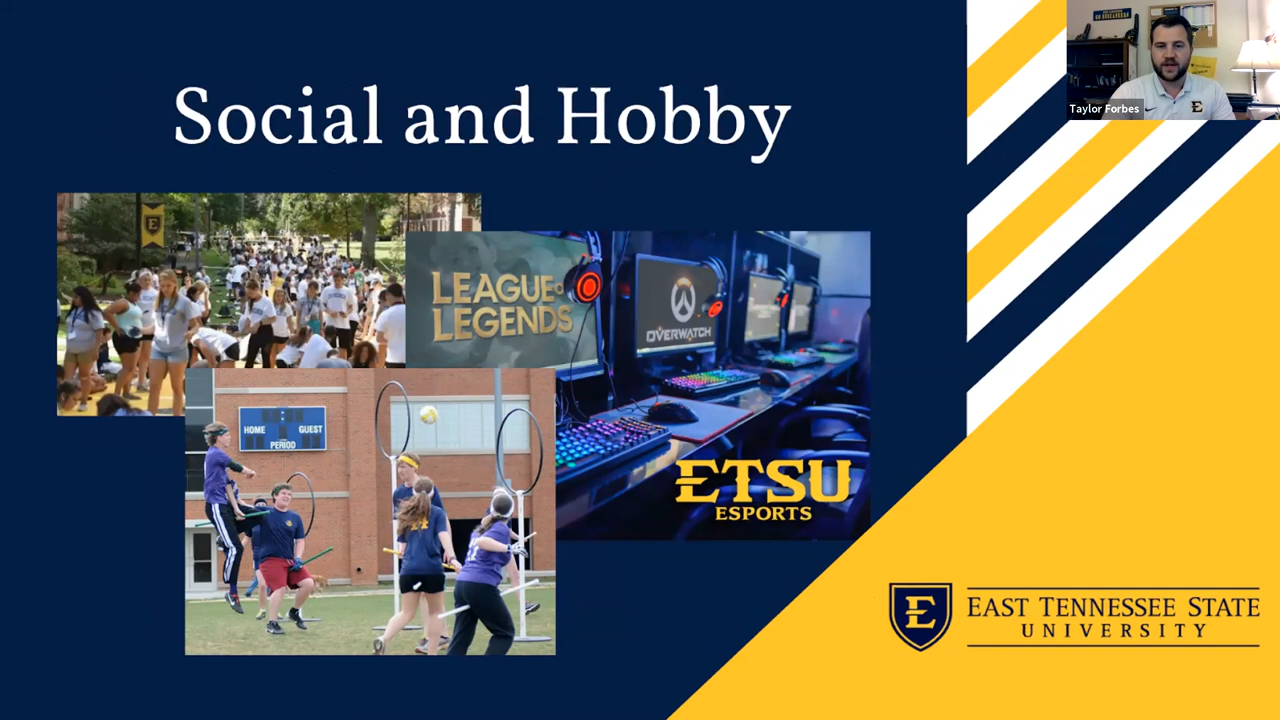 Social and Hobby
Taylor Forbes
E
LEAGUE OF
LEGENDS
OVERWATCH
HOME GUEST
PERIOD
ETSU
ESPORTS
E
EAST TENNESSEE STATE
UNIVERSITY